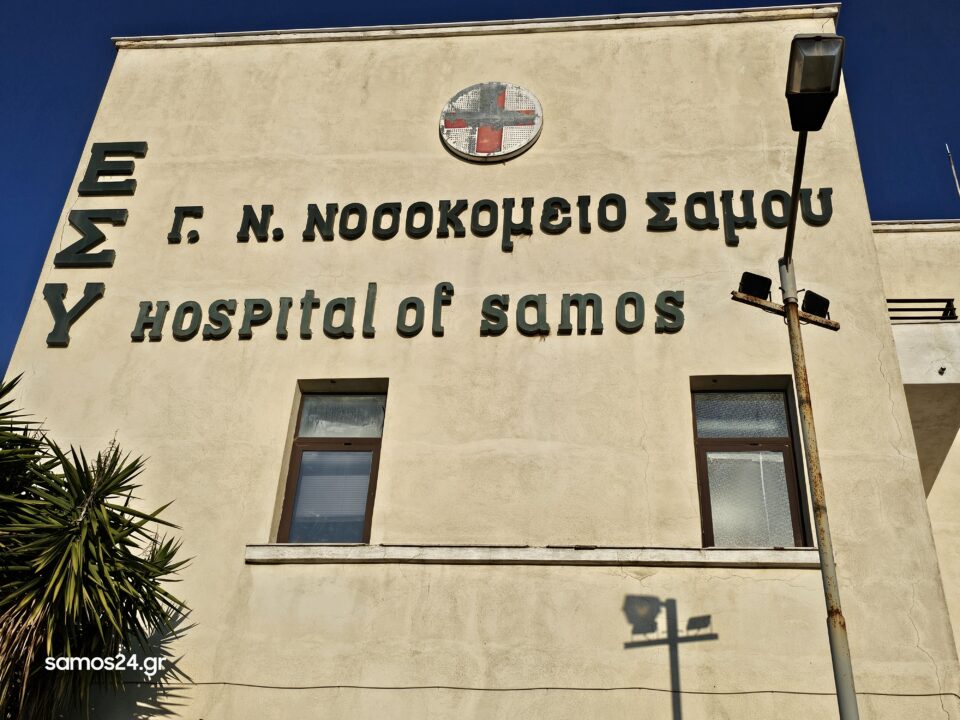 ΕΣΥ
Γ. Ν. Νοσοκομειο Σαμου
Hospital of samos
samos24.gr